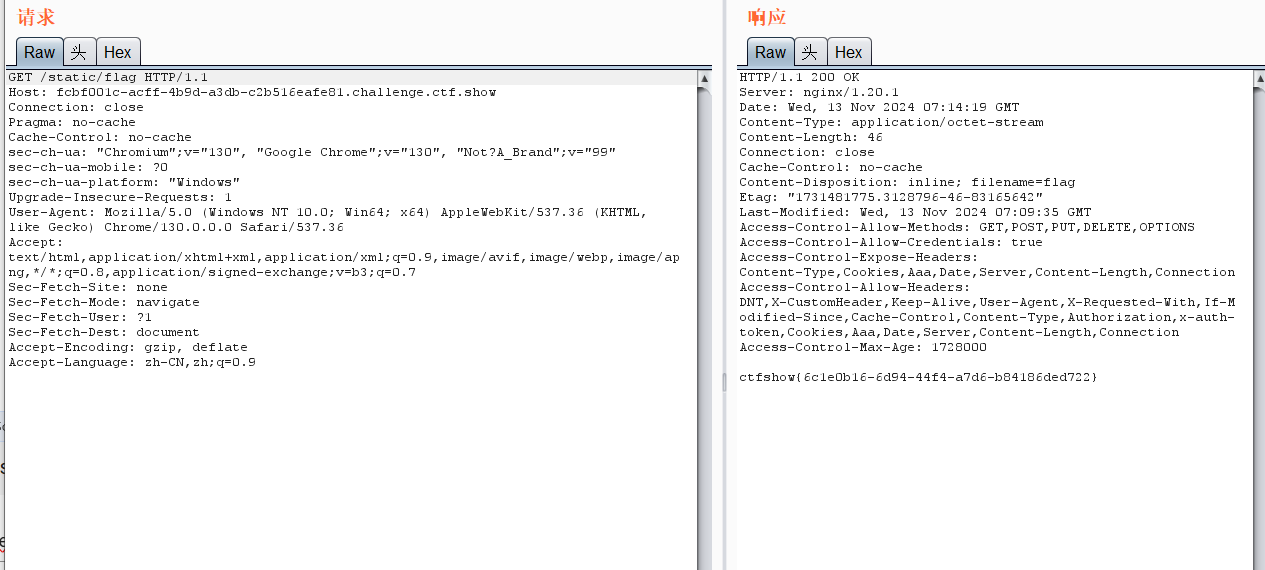 请求
Raw 头 Hex
GET /static/flag HTTP/1.1
Host: fcbf001c-acff-4b9d-a3db-c2b516eafe81.challenge.ctf.show
Connection: close
Pragma: no-cache
Cache-Control: no-cache
sec-ch-ua: "Chromium";v="130", "Google Chrome";v="130", "Not?A_Brand";v="99"
sec-ch-ua-mobile: ?0
sec-ch-ua-platform: "Windows"
Upgrade-Insecure-Requests: 1
User-Agent: Mozilla/5.0 (Windows NT 10.0; Win64; x64) AppleWebKit/537.36 (KHTML,
like Gecko) Chrome/130.0.0.0 Safari/537.36
Accept:
text/html,application/xhtml+xml,application/xml;q=0.9,image/avif,image/webp,image/ap
ng,*/*;q=0.8,application/signed-exchange;v=b3;q=0.7
Sec-Fetch-Site: none
Sec-Fetch-Mode: navigate
Sec-Fetch-User: ?1
Sec-Fetch-Dest: document
Accept-Encoding: gzip, deflate
Accept-Language: zh-CN,zh;q=0.9
响应
Raw 头 Hex
HTTP/1.1 200 OK
Server: nginx/1.20.1
Date: Wed, 13 Nov 2024 07:14:19 GMT
Content-Type: application/octet-stream
Content-Length: 46
Connection: close
Cache-Control: no-cache
Content-Disposition: inline; filename=flag
Etag: "1731481775.3128796-46-83165642"
Last-Modified: Wed, 13 Nov 2024 07:09:35 GMT
Access-Control-Allow-Methods: GET,POST,PUT,DELETE,OPTIONS
Access-Control-Allow-Credentials: true
Access-Control-Expose-Headers:
Content-Type,Cookies,Aaa,Date,Server,Content-Length,Connection
Access-Control-Allow-Headers:
DNT,X-CustomHeader,Keep-Alive,User-Agent,X-Requested-With,If-M
odified-Since,Cache-Control,Content-Type,Authorization,x-auth-
token,Cookies,Aaa,Date,Server,Content-Length,Connection
Access-Control-Max-Age: 1728000
ctfshow{6c1e0b16-6d94-44f4-a7d6-b84186ded722}